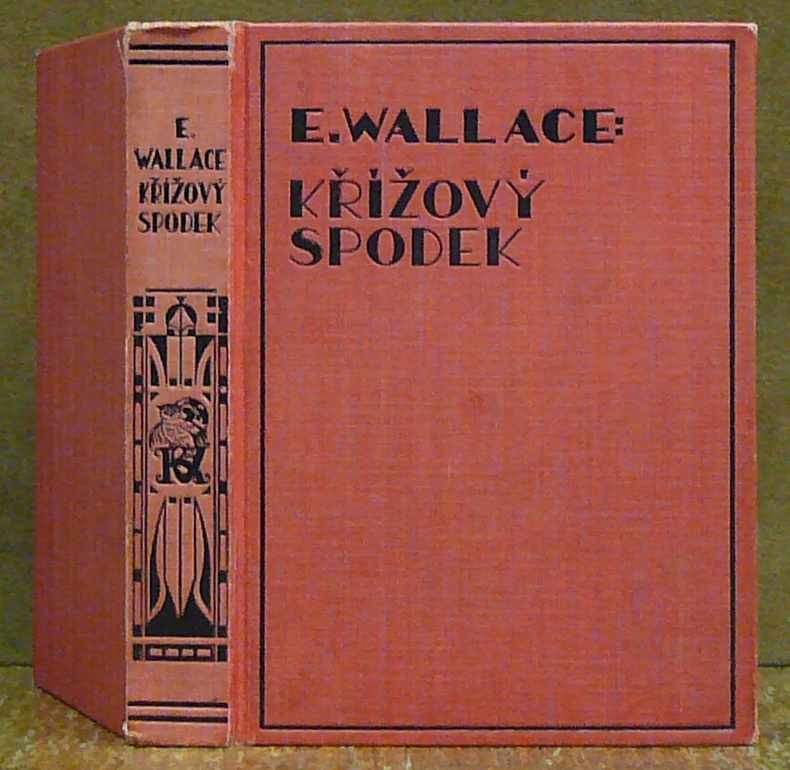 E.
WALLACE
KŘÍŽOVÝ
SPODEK
E. WALLACE:
KŘÍŽOVÝ
SPODEK